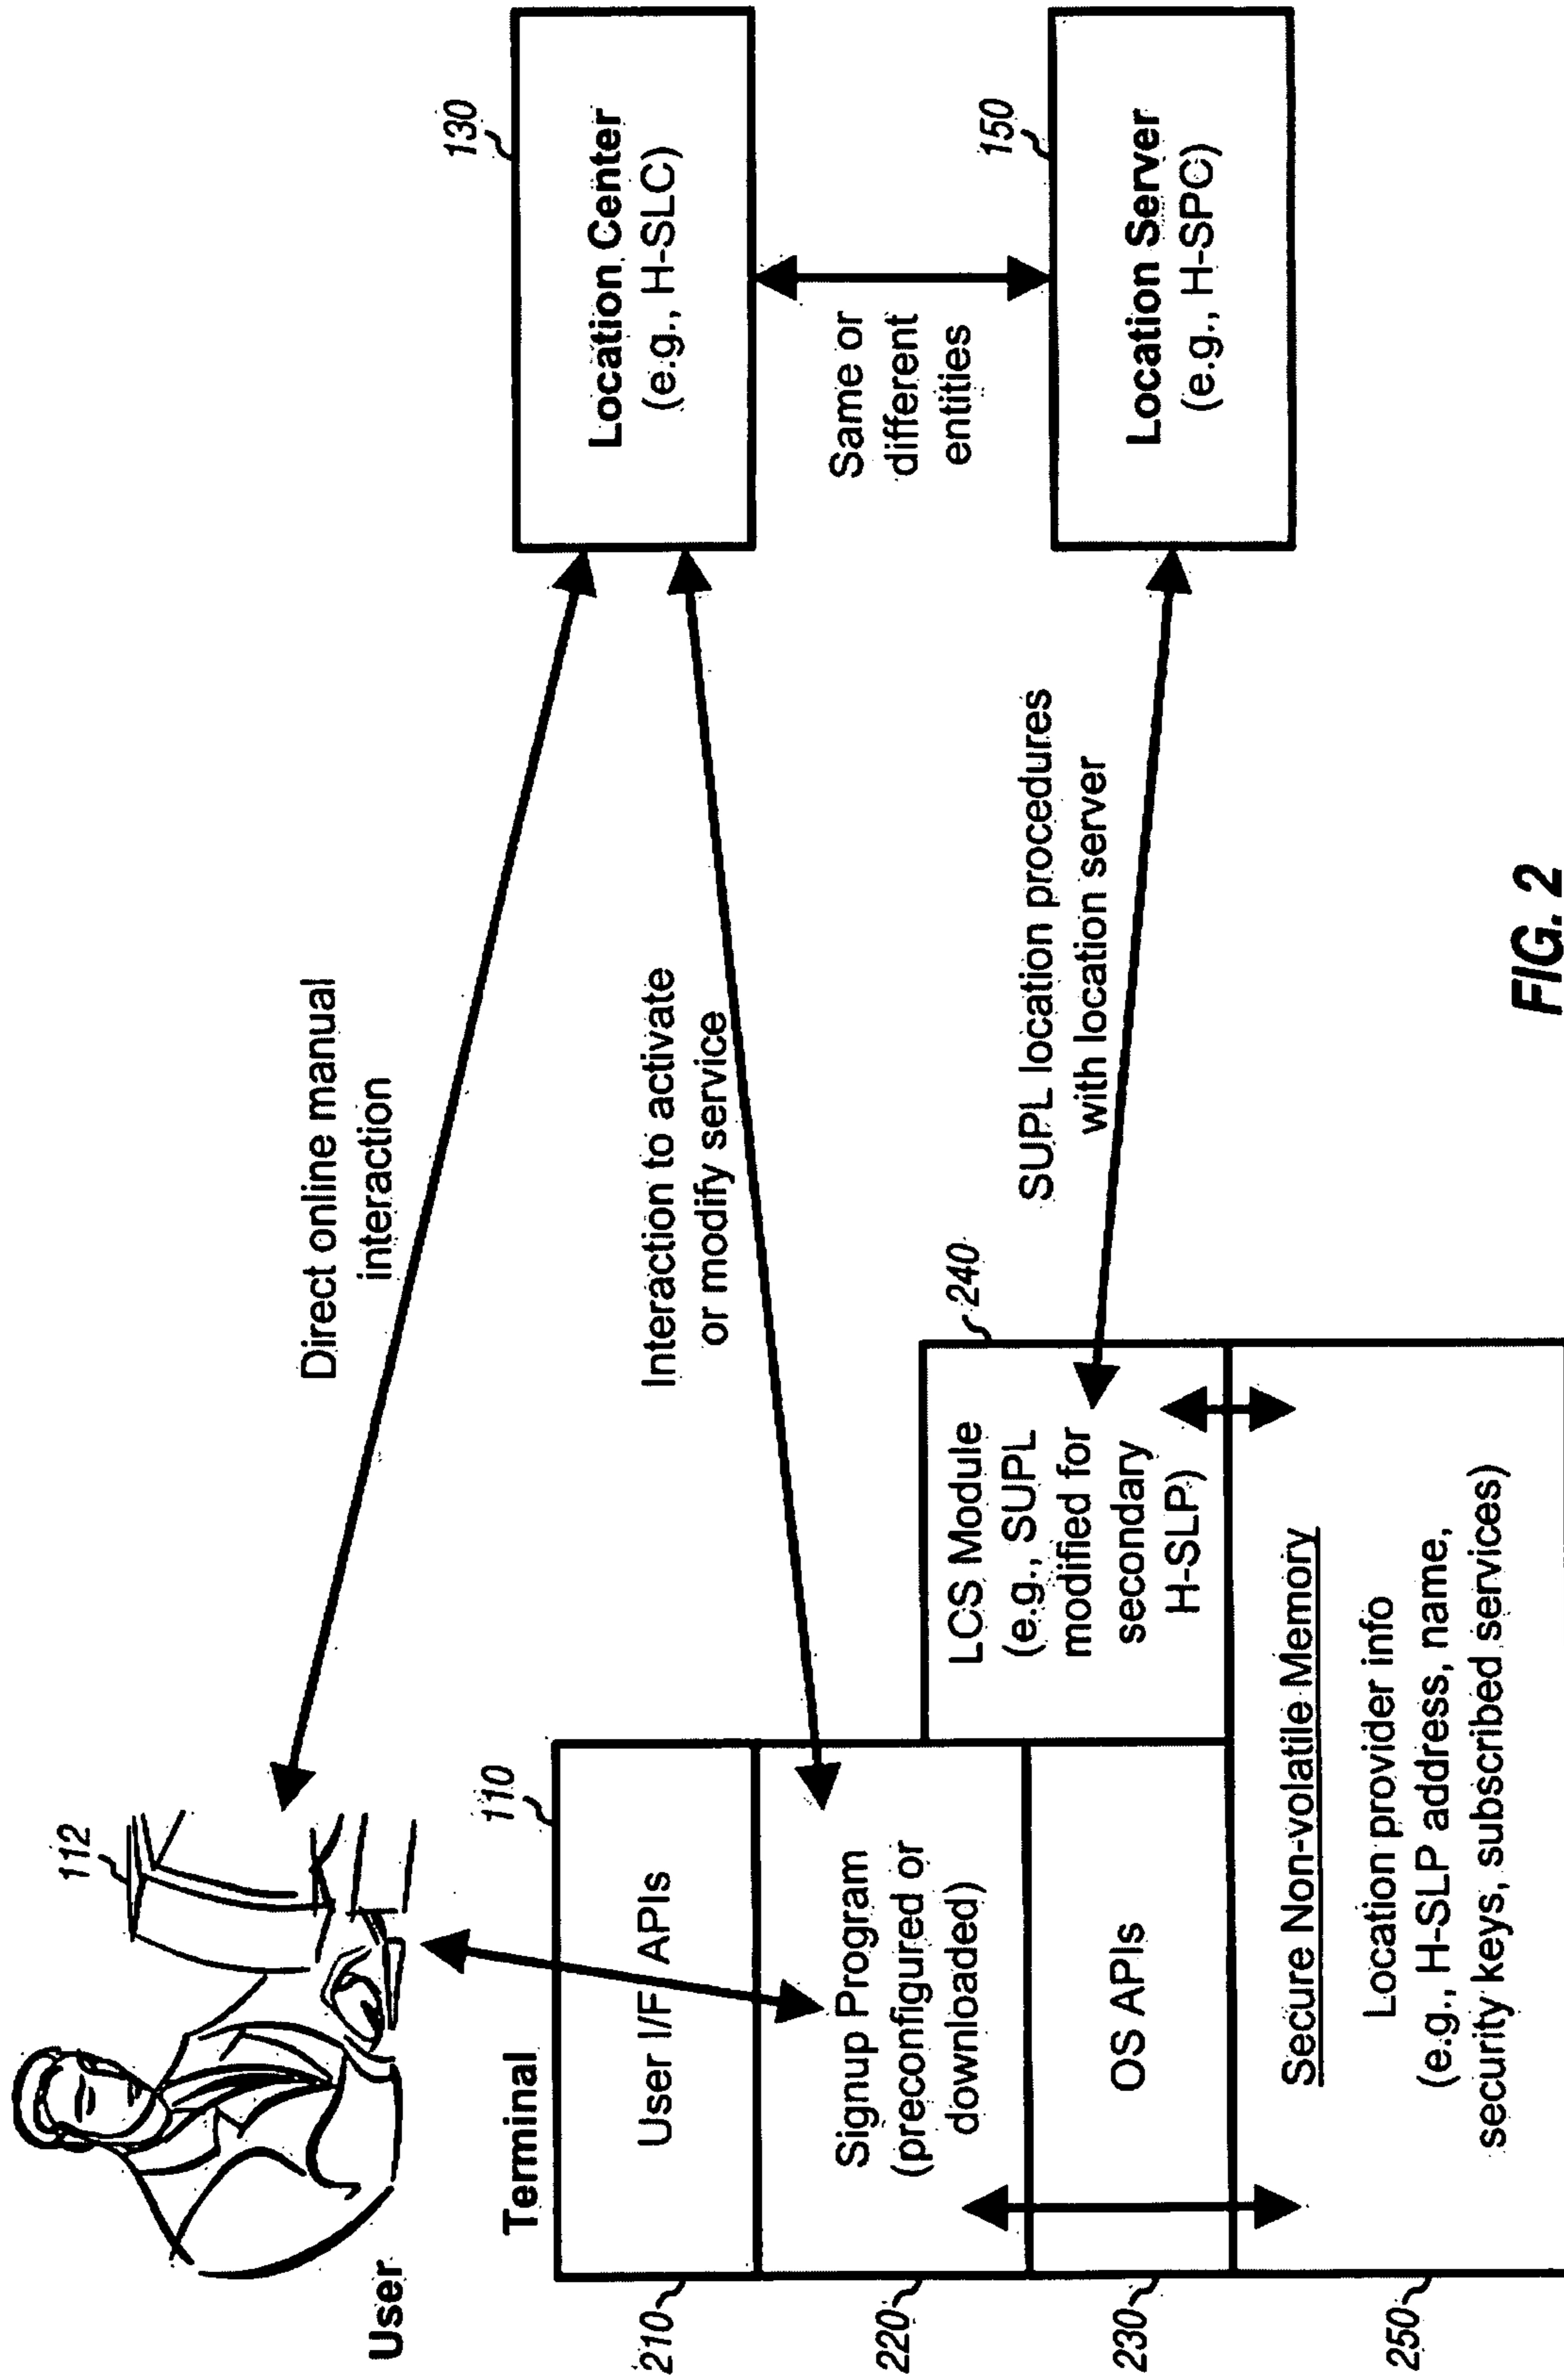 User
112
Terminal
110
210
User I/F APIs
220
Signup Program
(preconfigured or
downloaded)
230
OS APIs
240
LCS Module
(e.g., SUPL
modified for
secondary
H-SLP)
250
Secure Non-volatile Memory
Location provider info
(e.g., H-SLP address, name,
security keys, subscribed services)
Direct online manual
interaction
Interaction to activate
or modify service
SUPL location procedures
with location server
130
Location Center
(e.g., H-SLC)
Same or
different
entities
150
Location Server
(e.g., H-SPC)
FIG. 2